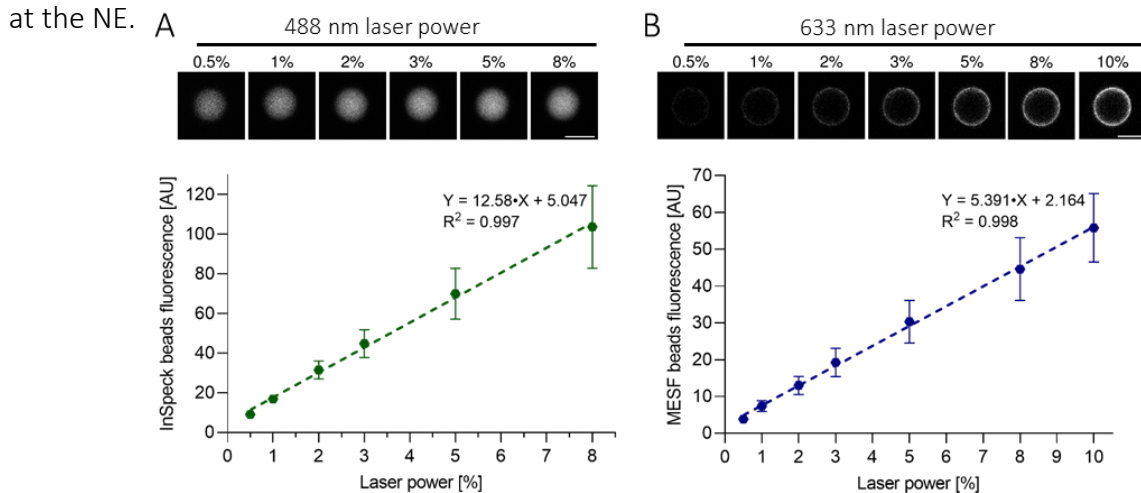 at the NE.
A
488 nm laser power
0.5% 1% 2% 3% 5% 8%
InSpeck beads fluorescence [AU]
120
100
80
60
40
20
0
Y = 12.58•X + 5.047
R² = 0.997
0 1 2 3 4 5 6 7 8
Laser power [%]
B
633 nm laser power
0.5% 1% 2% 3% 5% 8% 10%
MESF beads fluorescence [AU]
70
60
50
40
30
20
10
0
Y = 5.391•X + 2.164
R² = 0.998
0 1 2 3 4 5 6 7 8 9 10
Laser power [%]